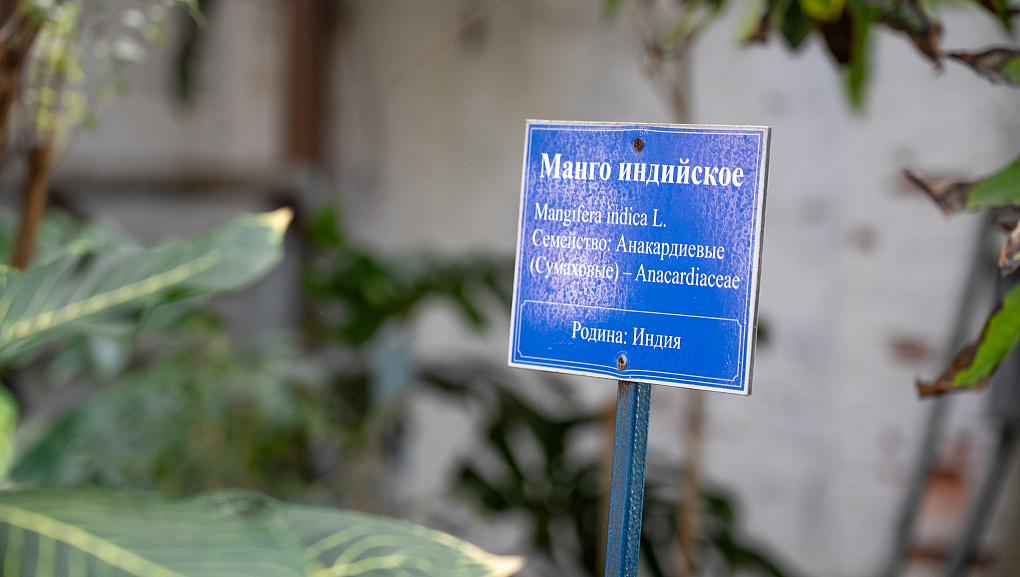 Манго индийское
Mangifera indica L.
Семейство: Анакардиевые
(Сумаховые) – Anacardiaceae
Родина: Индия